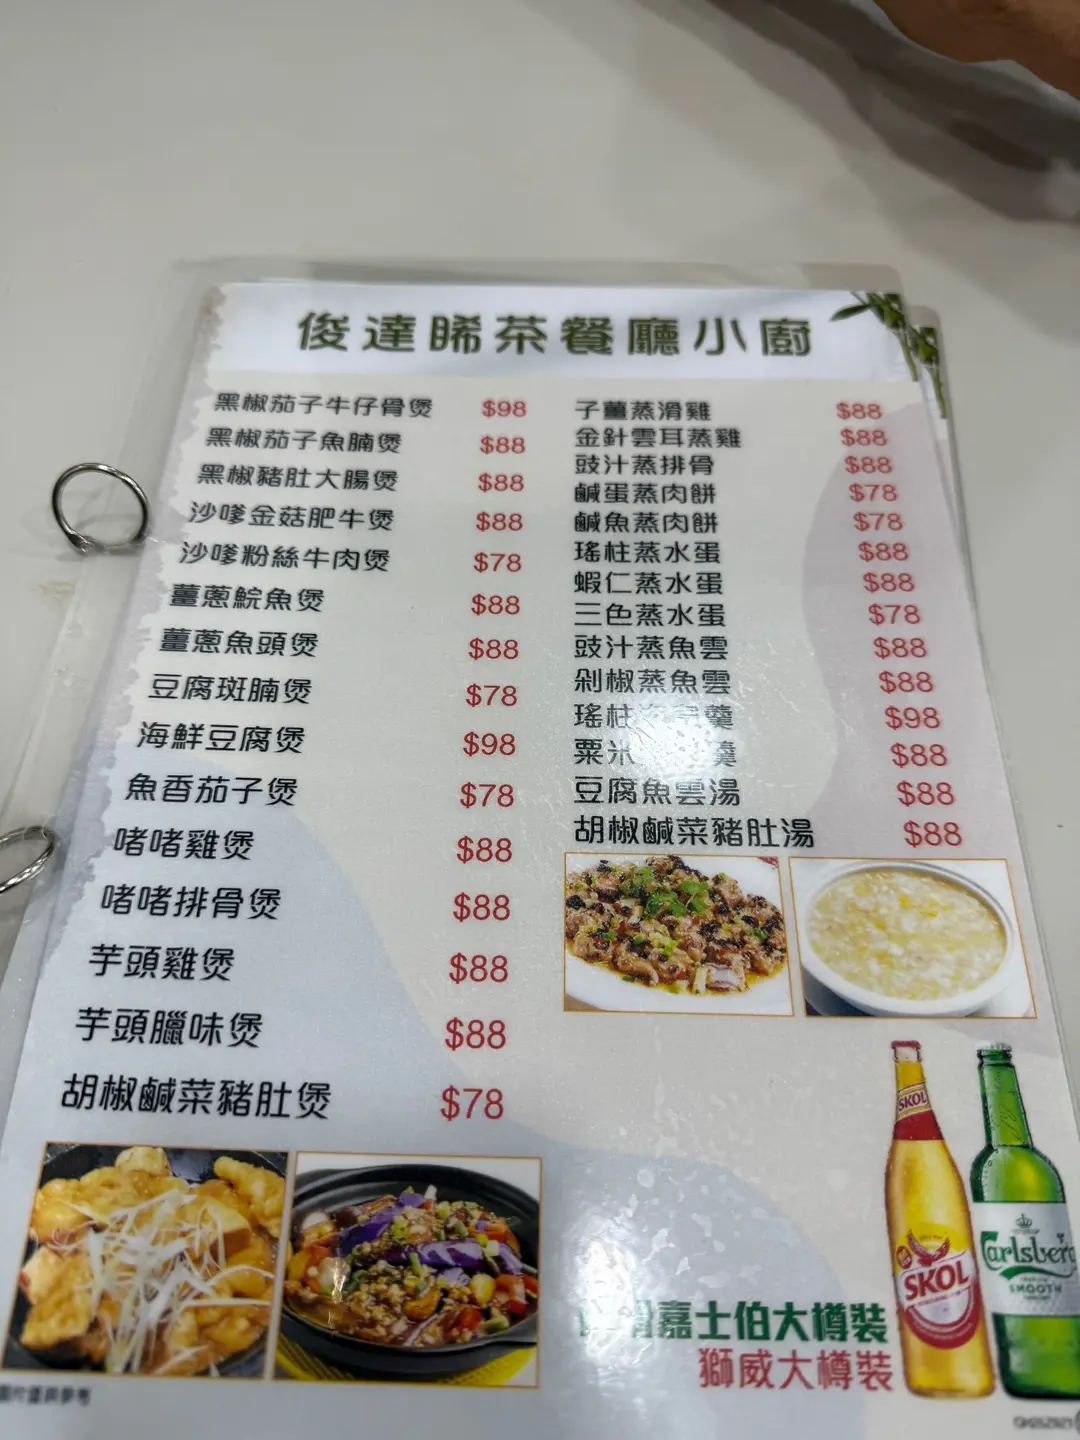 俊達睎茶餐廳小廚
黑椒茄子牛仔骨煲 $98
黑椒茄子魚腩煲 $88
黑椒豬肚大腸煲 $88
沙嗲金菇肥牛煲 $88
沙嗲粉絲牛肉煲 $78
薑蔥鯇魚煲 $88
薑蔥魚頭煲 $88
豆腐斑腩煲 $78
海鮮豆腐煲 $98
魚香茄子煲 $78
啫啫雞煲 $88
啫啫排骨煲 $88
芋頭雞煲 $88
芋頭臘味煲 $88
胡椒鹹菜豬肚煲 $78
子薑蒸滑雞 $88
金針雲耳蒸雞 $88
豉汁蒸排骨 $88
鹹蛋蒸肉餅 $78
鹹魚蒸肉餅 $78
瑤柱蒸水蛋 $88
蝦仁蒸水蛋 $88
三色蒸水蛋 $78
豉汁蒸魚雲 $88
剁椒蒸魚雲 $88
瑤柱 羹 $98
粟米 羹 $88
豆腐魚雲湯 $88
胡椒鹹菜豬肚湯 $88
SKOL
SKOL
Carlsberg
SMOOTH
嘉士伯大樽裝
獅威大樽裝